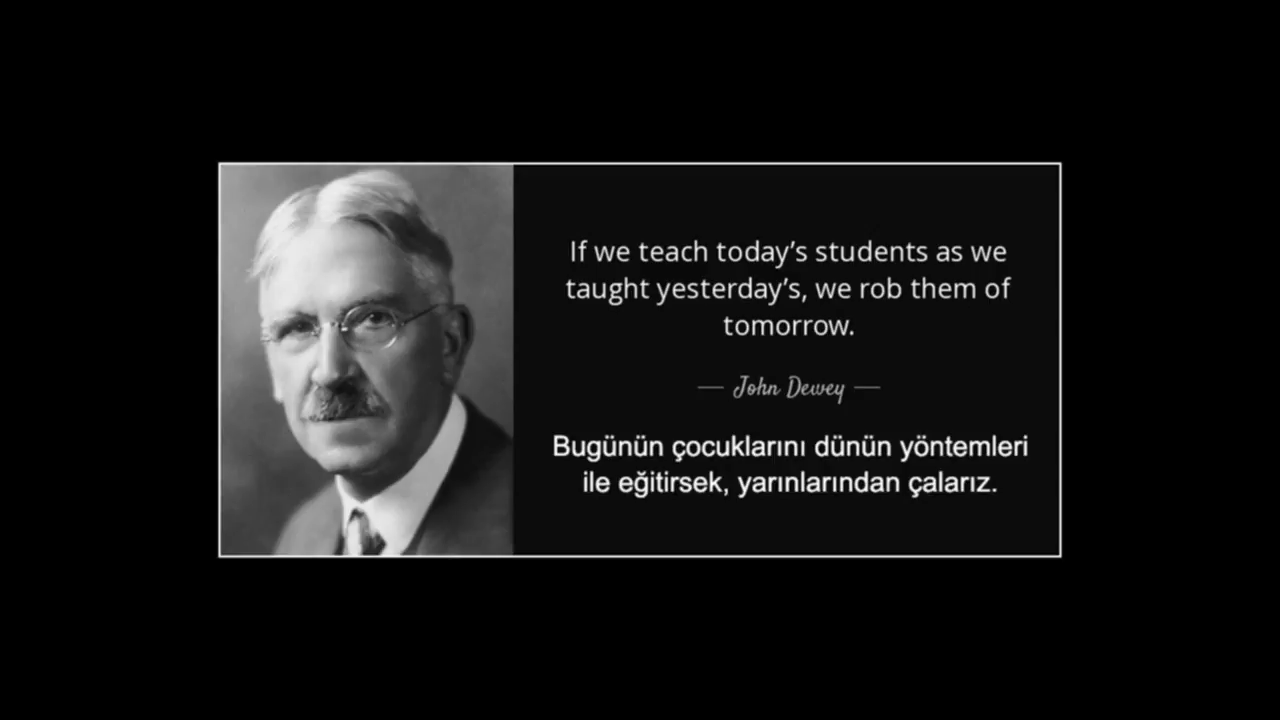 If we teach today’s students as we
taught yesterday’s, we rob them of
tomorrow.
— John Dewey —
Bugünün çocuklarını dünün yöntemleri
ile eğitirsek, yarınlarından çalarız.